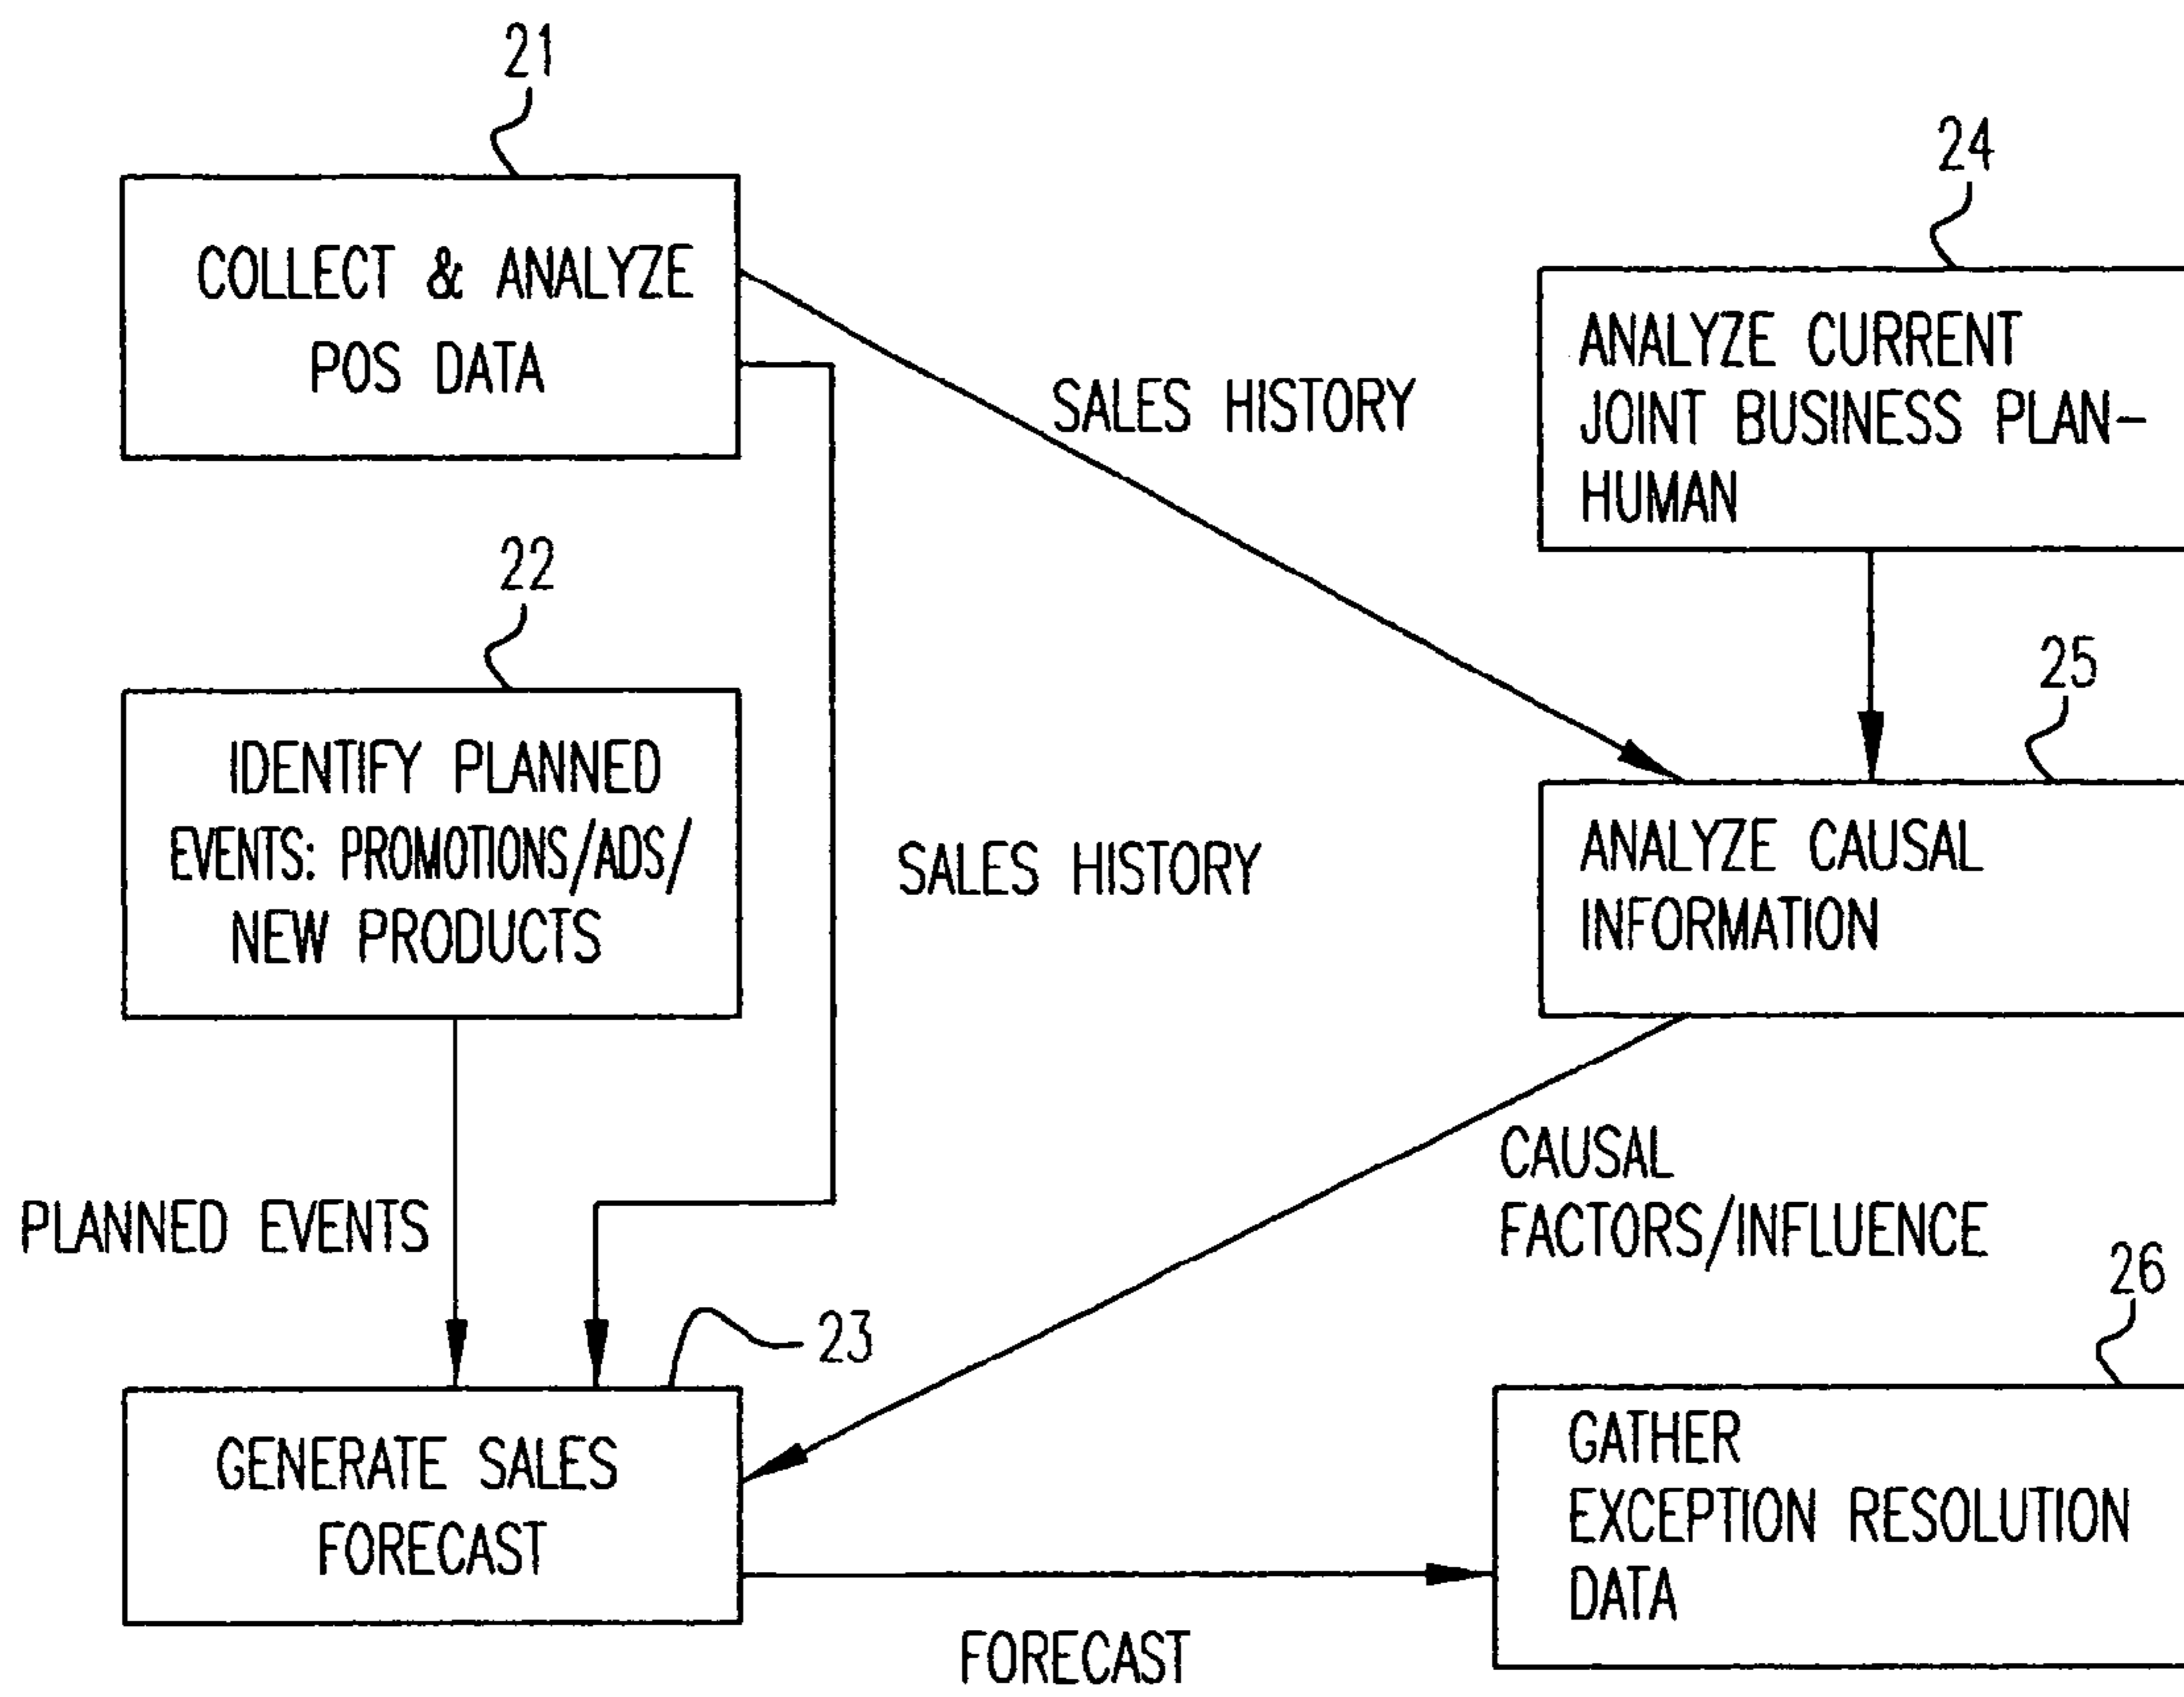 21
COLLECT & ANALYZE
POS DATA
24
ANALYZE CURRENT
JOINT BUSINESS PLAN-
HUMAN
SALES HISTORY
22
IDENTIFY PLANNED
EVENTS: PROMOTIONS/ADS/
NEW PRODUCTS
SALES HISTORY
25
ANALYZE CAUSAL
INFORMATION
PLANNED EVENTS
CAUSAL
FACTORS/INFLUENCE
23
GENERATE SALES
FORECAST
26
GATHER
EXCEPTION RESOLUTION
DATA
FORECAST